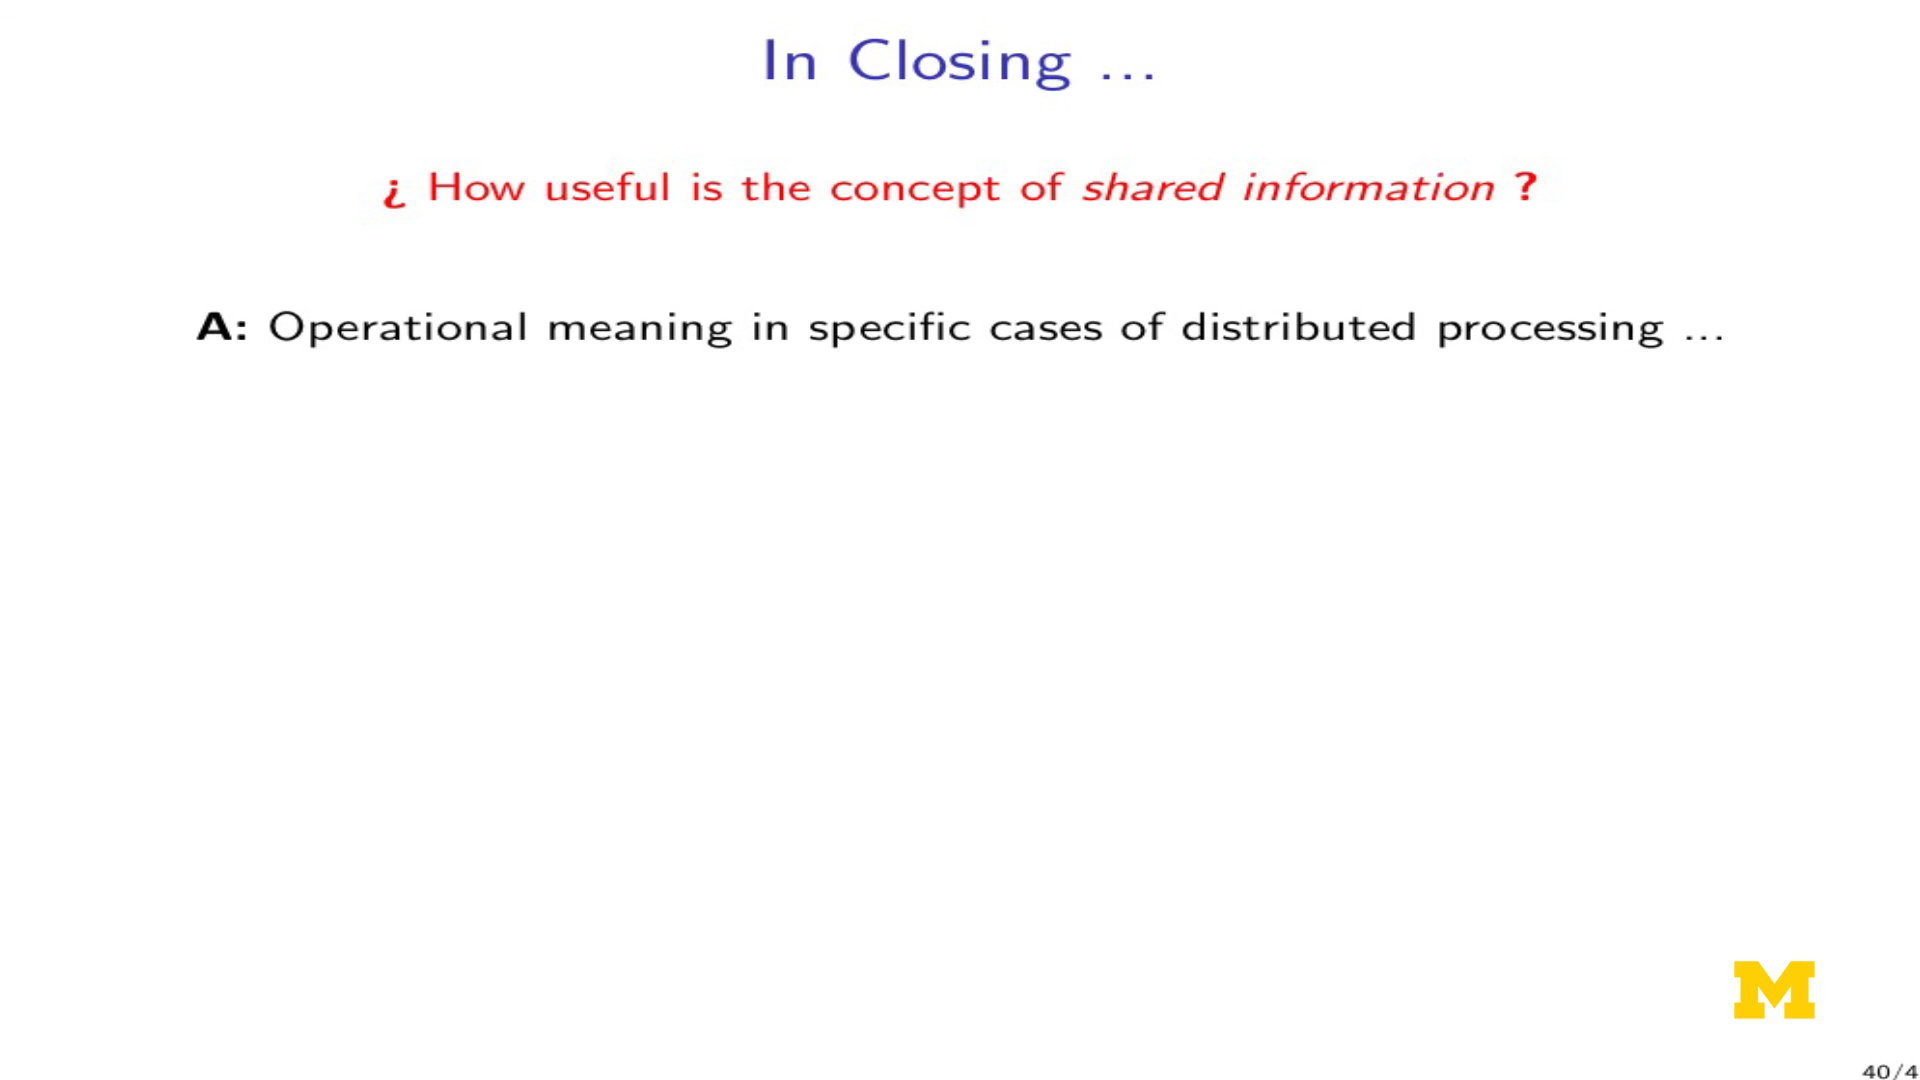 In Closing ...
¿ How useful is the concept of shared information ?
A: Operational meaning in specific cases of distributed processing ...
M
40/4